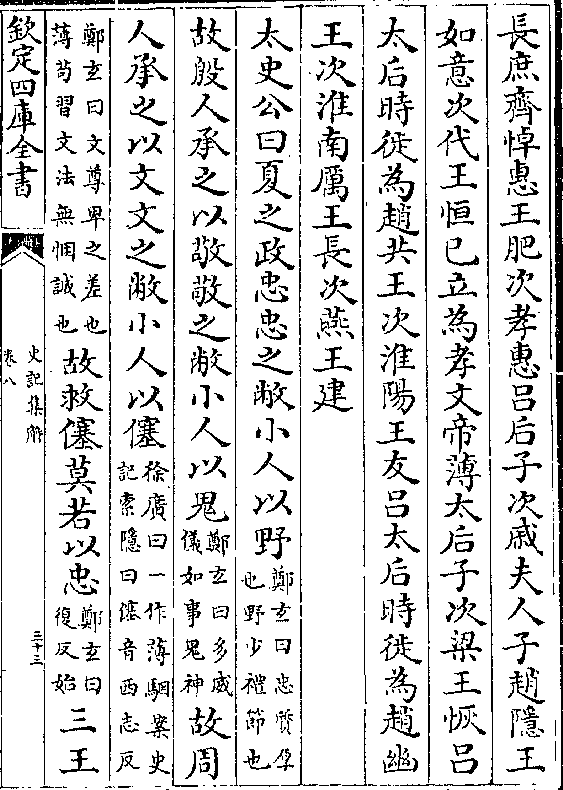 長庶齊悼惠王肥次孝惠呂后子次戚夫人子趙隱王
如意次代王恒已立為孝文帝薄太后子次梁王恢呂
太后時徙為趙共王次淮陽王友呂太后時徙為趙幽
王次淮南厲王長次燕王建
太史公曰夏之政忠忠之敝小人以野鄭玄曰忠質厚也野少禮節也
故殷人承之以敬敬之敝小人以鬼鄭玄曰多威儀如事鬼神故周
人承之以文文之敝小人以僿徐廣曰一作薄駰案史記索隱曰僿音西志反
鄭玄曰文尊卑之差也薄苟習文法無悃誠也故救僿莫若以忠鄭玄曰復反始三王
欽定四庫全書
史記集解
卷八
三十三